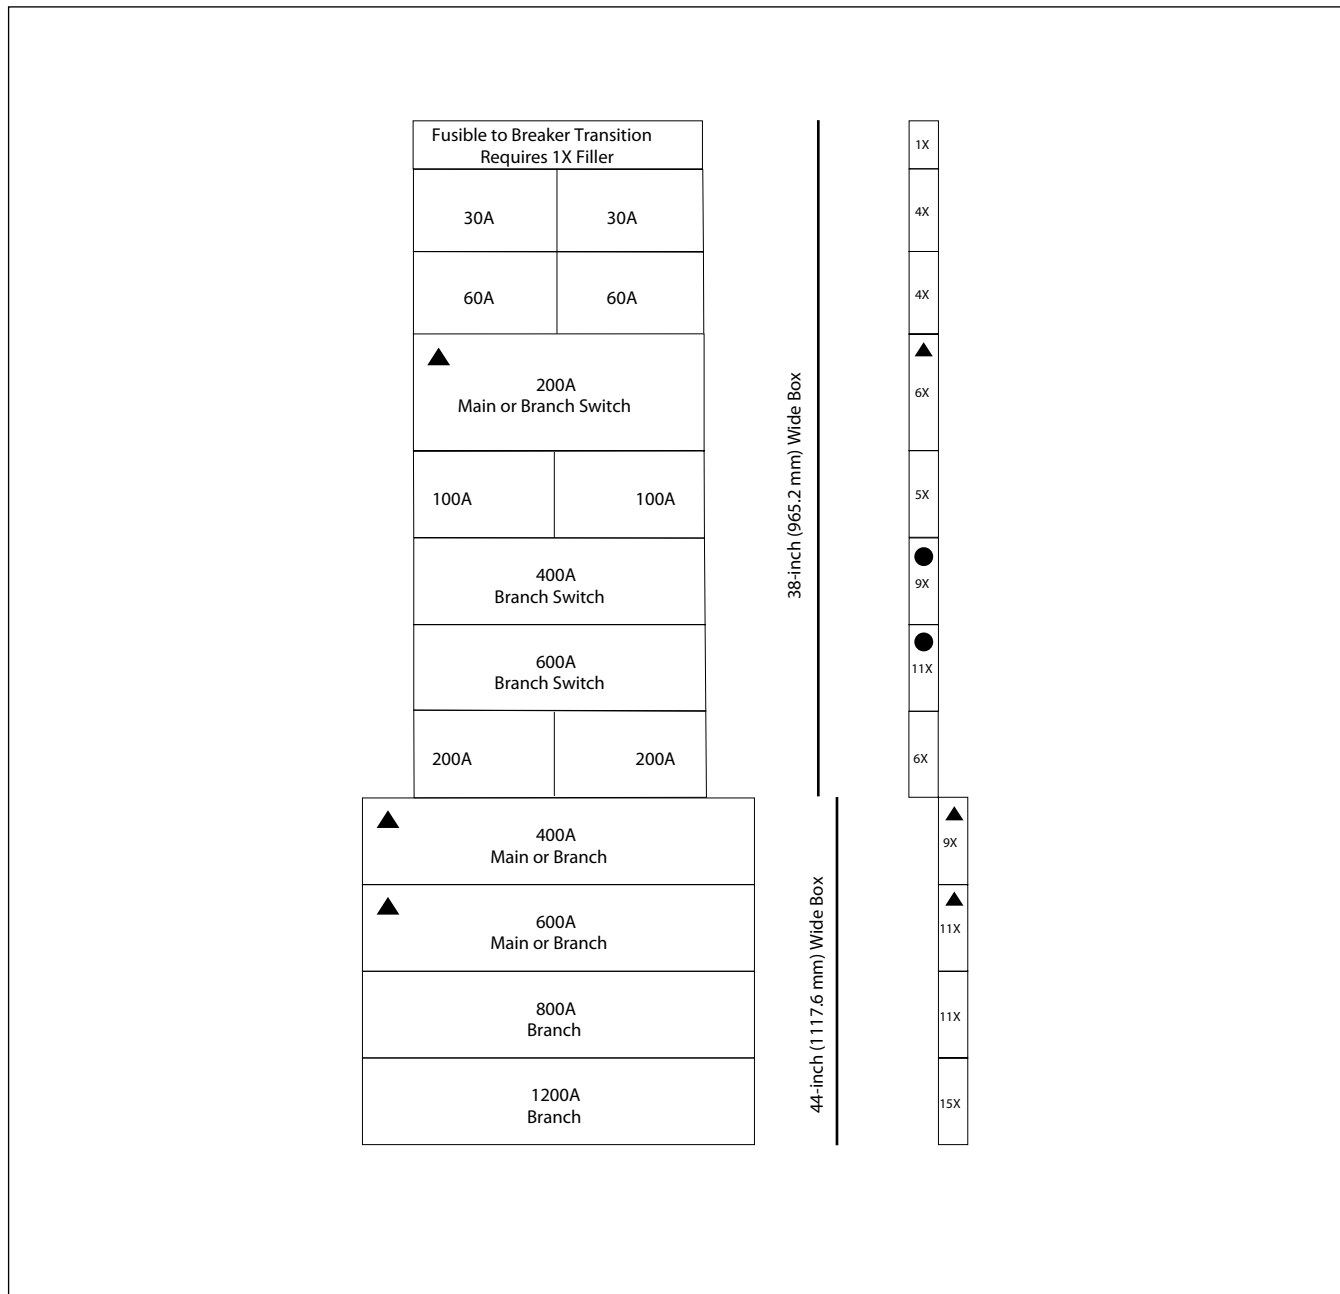 Fusible to Breaker Transition
Requires 1X Filler
1X
30A 30A
4X
60A 60A
4X
200A
Main or Branch Switch
6X
100A 100A
5X
400A
Branch Switch
9X
600A
Branch Switch
11X
200A 200A
6X
38-inch (965.2 mm) Wide Box
400A
Main or Branch
9X
600A
Main or Branch
11X
800A
Branch
11X
1200A
Branch
15X
44-inch (1117.6 mm) Wide Box